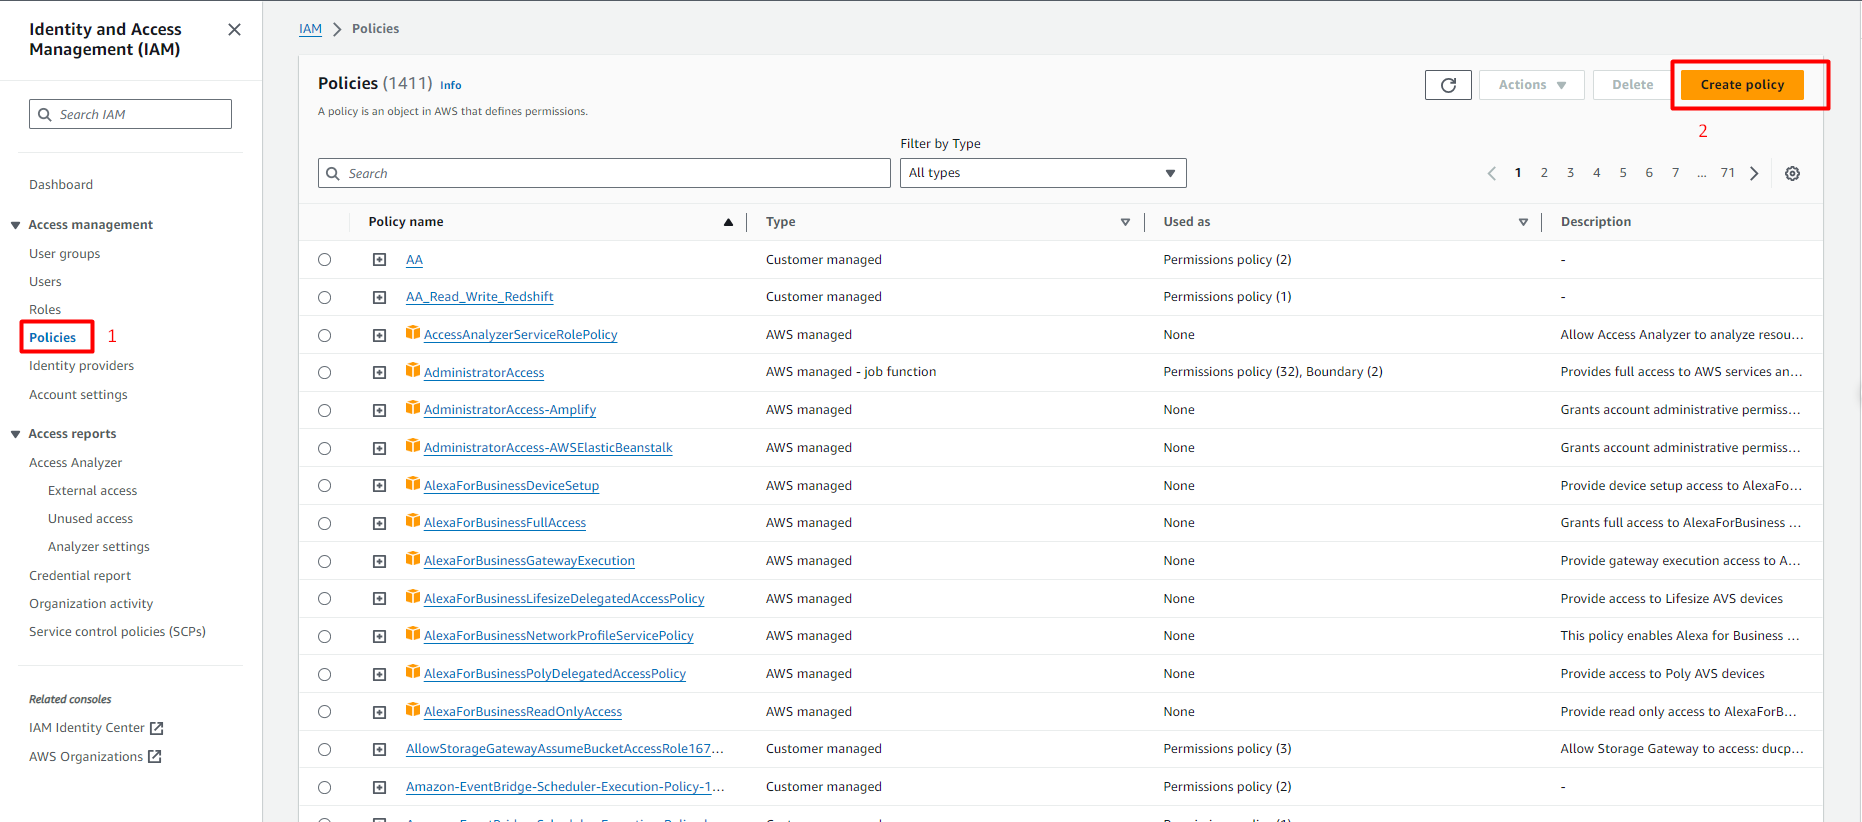 Identity and Access
Management (IAM)
Search IAM
Dashboard
Access management
User groups
Users
Roles
Policies
1
Identity providers
Account settings
Access reports
Access Analyzer
External access
Unused access
Analyzer settings
Credential report
Organization activity
Service control policies (SCPs)
Related consoles
IAM Identity Center
AWS Organizations
IAM > Policies
Policies (1411) Info
A policy is an object in AWS that defines permissions.
Actions
Delete
Create policy
2
Filter by Type
Search
All types
1 2 3 4 5 6 7 ... 71
Policy name Type Used as Description
AA Customer managed Permissions policy (2) -
AA_Read_Write_Redshift Customer managed Permissions policy (1) -
AccessAnalyzerServiceRolePolicy AWS managed None Allow Access Analyzer to analyze resou...
AdministratorAccess AWS managed - job function Permissions policy (32), Boundary (2) Provides full access to AWS services an...
AdministratorAccess-Amplify AWS managed None Grants account administrative permiss...
AdministratorAccess-AWSElasticBeanstalk AWS managed None Grants account administrative permiss...
AlexaForBusinessDeviceSetup AWS managed None Provide device setup access to AlexaFo...
AlexaForBusinessFullAccess AWS managed None Grants full access to AlexaForBusiness ...
AlexaForBusinessGatewayExecution AWS managed None Provide gateway execution access to A...
AlexaForBusinessLifesizeDelegatedAccessPolicy AWS managed None Provide access to Lifesize AVS devices
AlexaForBusinessNetworkProfileServicePolicy AWS managed None This policy enables Alexa for Business ...
AlexaForBusinessPolyDelegatedAccessPolicy AWS managed None Provide access to Poly AVS devices
AlexaForBusinessReadOnlyAccess AWS managed None Provide read only access to AlexaForB...
AllowStorageGatewayAssumeBucketAccessRole167... Customer managed Permissions policy (3) Allow Storage Gateway to access: ducp...
Amazon-EventBridge-Scheduler-Execution-Policy-1... Customer managed Permissions policy (2) -